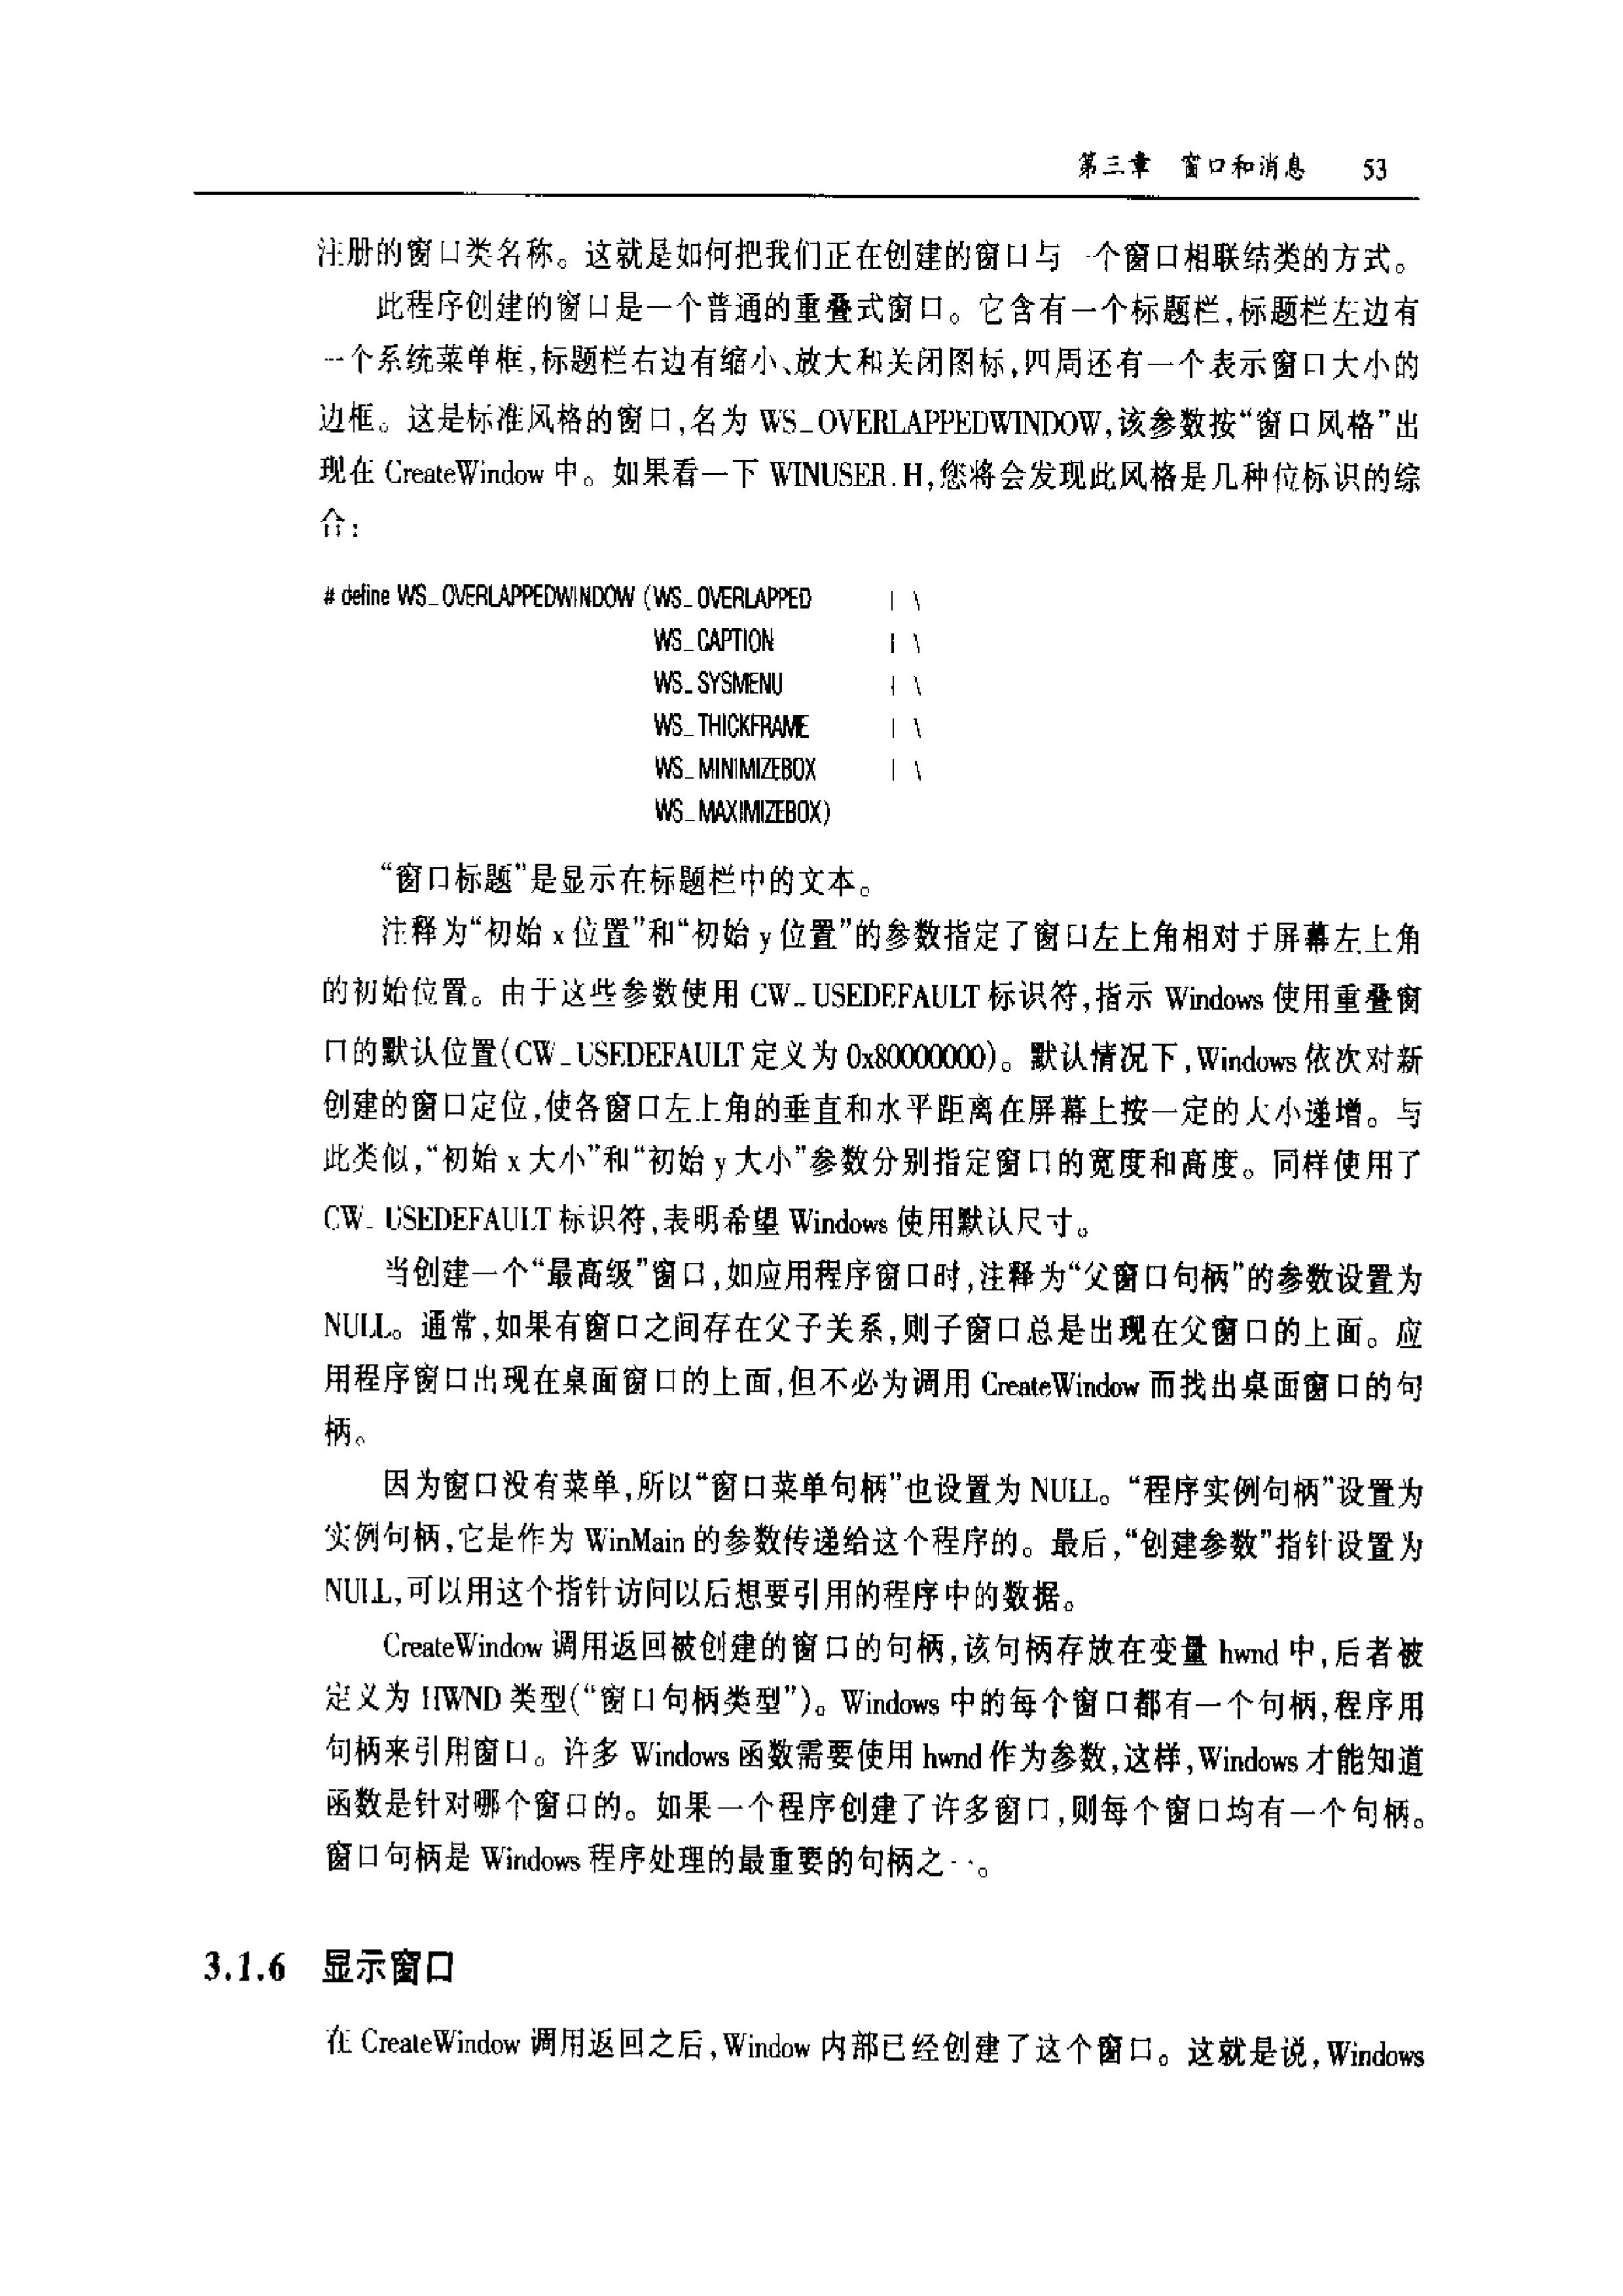 第三章 窗口和消息 53
注册的窗口类名称。这就是如何把我们正在创建的窗口与一个窗口相联结类的方式。
此程序创建的窗口是一个普通的重叠式窗口。它含有一个标题栏,标题栏左边有
一个系统菜单框,标题栏右边有缩小、放大和关闭图标,四周还有一个表示窗口大小的
边框。这是标准风格的窗口,名为 WS_OVERLAPPEDWINDOW,该参数按“窗口风格”出
现在 CreateWindow 中。如果看一下 WINUSER.H,您将会发现此风格是几种位标识的综
合:
# define WS_OVERLAPPEDWINDOW (WS_OVERLAPPED | \
WS_CAPTION | \
WS_SYSMENU | \
WS_THICKFRAME | \
WS_MINIMIZEBOX | \
WS_MAXIMIZEBOX)
“窗口标题”是显示在标题栏中的文本。
注释为“初始 x 位置”和“初始 y 位置”的参数指定了窗口左上角相对于屏幕左上角
的初始位置。由于这些参数使用 CW_USEDEFAULT 标识符,指示 Windows 使用重叠窗
口的默认位置(CW_USEDEFAULT 定义为 0x80000000)。默认情况下,Windows 依次对新
创建的窗口定位,使各窗口左上角的垂直和水平距离在屏幕上按一定的大小递增。与
此类似,“初始 x 大小”和“初始 y 大小”参数分别指定窗口的宽度和高度。同样使用了
CW_USEDEFAULT 标识符,表明希望 Windows 使用默认尺寸。
当创建一个“最高级”窗口,如应用程序窗口时,注释为“父窗口句柄”的参数设置为
NULL。通常,如果有窗口之间存在父子关系,则子窗口总是出现在父窗口的上面。应
用程序窗口出现在桌面窗口的上面,但不必为调用 CreateWindow 而找出桌面窗口的句
柄。
因为窗口没有菜单,所以“窗口菜单句柄”也设置为 NULL。“程序实例句柄”设置为
实例句柄,它是作为 WinMain 的参数传递给这个程序的。最后,“创建参数”指针设置为
NULL,可以用这个指针访问以后想要引用的程序中的数据。
CreateWindow 调用返回被创建的窗口的句柄,该句柄存放在变量 hwnd 中,后者被
定义为 HWND 类型(“窗口句柄类型”)。Windows 中的每个窗口都有一个句柄,程序用
句柄来引用窗口。许多 Windows 函数需要使用 hwnd 作为参数,这样,Windows 才能知道
函数是针对哪个窗口的。如果一个程序创建了许多窗口,则每个窗口均有一个句柄。
窗口句柄是 Windows 程序处理的最重要的句柄之一。
3.1.6 显示窗口
在 CreateWindow 调用返回之后,Window 内部已经创建了这个窗口。这就是说,Windows